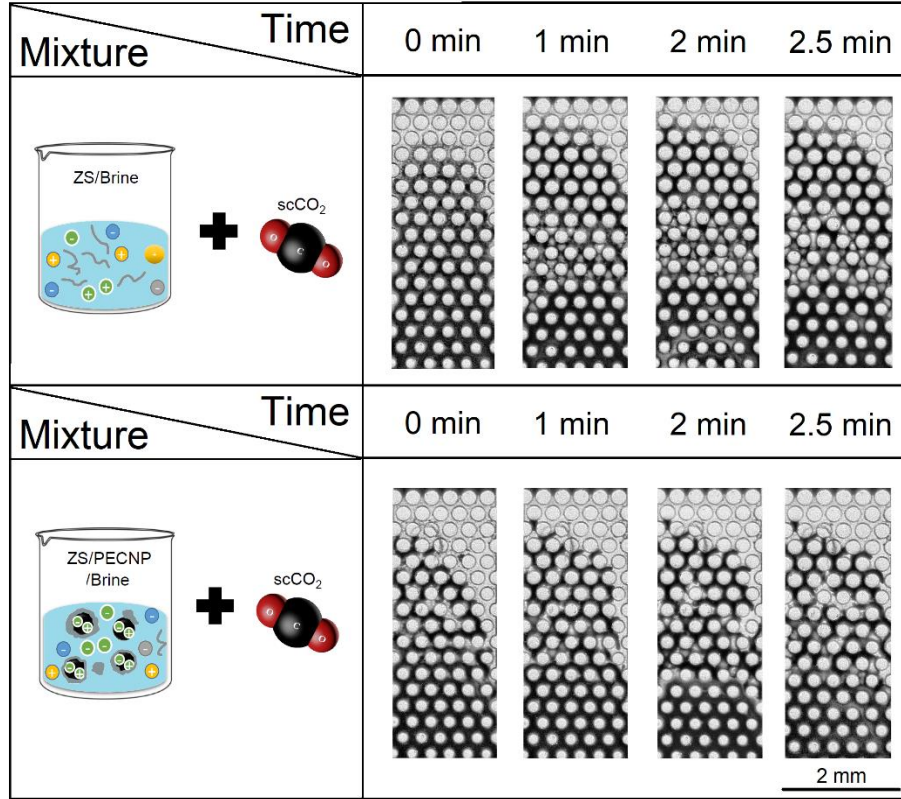 Time
Mixture
0 min
1 min
2 min
2.5 min
ZS/Brine
scCO₂
O
C
O
Time
Mixture
0 min
1 min
2 min
2.5 min
ZS/PECNP
/Brine
scCO₂
O
C
O
2 mm